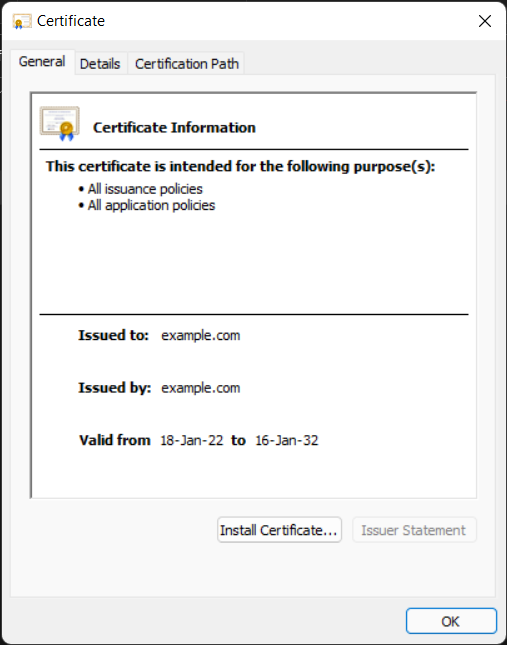 Certificate
General Details Certification Path
Certificate Information
This certificate is intended for the following purpose(s):
• All issuance policies
• All application policies
Issued to: example.com
Issued by: example.com
Valid from 18-Jan-22 to 16-Jan-32
Install Certificate... Issuer Statement
OK